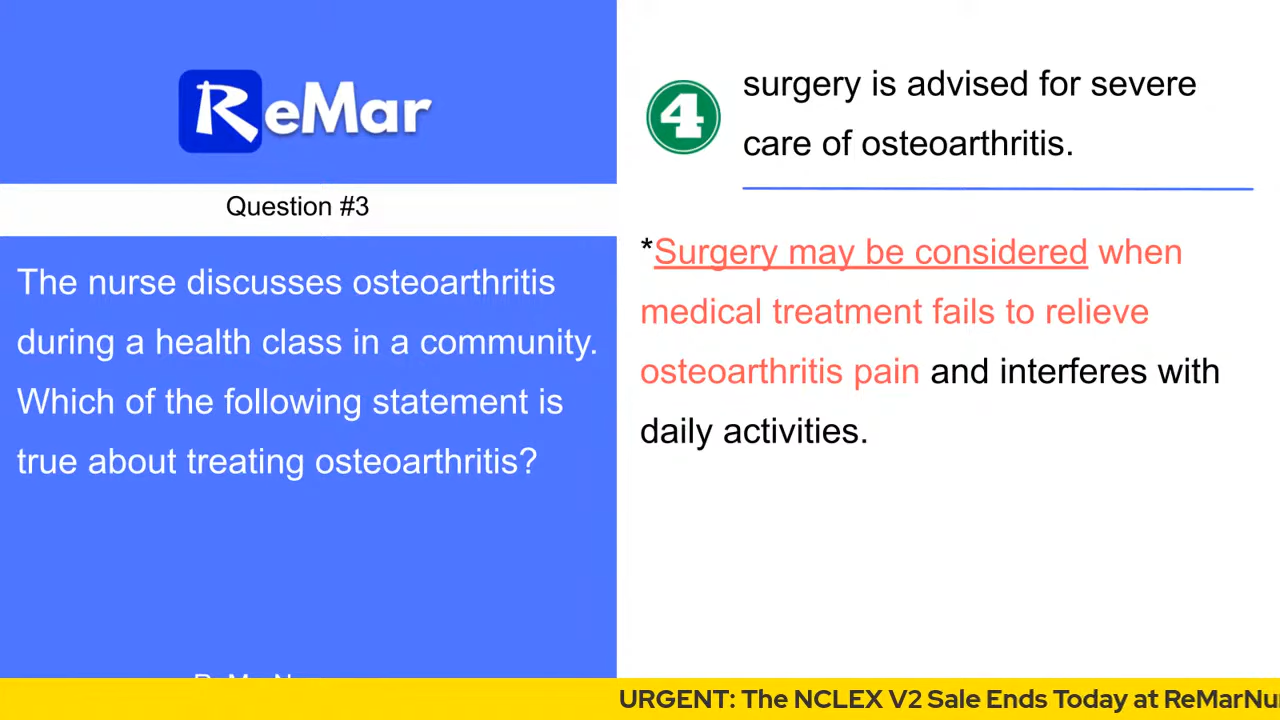 ReMar
Question #3
The nurse discusses osteoarthritis
during a health class in a community.
Which of the following statement is
true about treating osteoarthritis?
4
surgery is advised for severe
care of osteoarthritis.
*Surgery may be considered when
medical treatment fails to relieve
osteoarthritis pain and interferes with
daily activities.
URGENT: The NCLEX V2 Sale Ends Today at ReMarNu